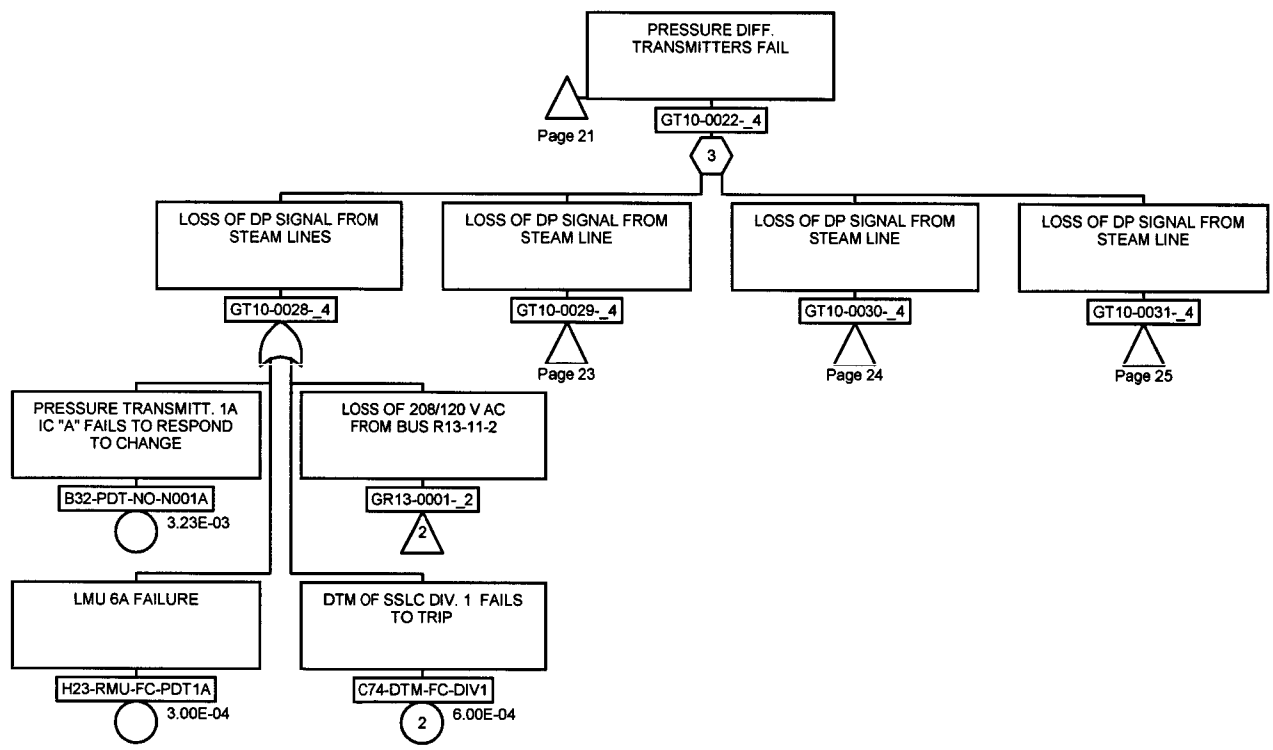 PRESSURE DIFF.
TRANSMITTERS FAIL
Page 21
GT10-0022-_4
3
LOSS OF DP SIGNAL FROM
STEAM LINES
GT10-0028-_4
LOSS OF DP SIGNAL FROM
STEAM LINE
GT10-0029-_4
Page 23
LOSS OF DP SIGNAL FROM
STEAM LINE
GT10-0030-_4
Page 24
LOSS OF DP SIGNAL FROM
STEAM LINE
GT10-0031-_4
Page 25
PRESSURE TRANSMITT. 1A
IC "A" FAILS TO RESPOND
TO CHANGE
B32-PDT-NO-N001A
3.23E-03
LOSS OF 208/120 V AC
FROM BUS R13-11-2
GR13-0001-_2
2
LMU 6A FAILURE
H23-RMU-FC-PDT1A
3.00E-04
DTM OF SSLC DIV. 1 FAILS
TO TRIP
C74-DTM-FC-DIV1
2
6.00E-04